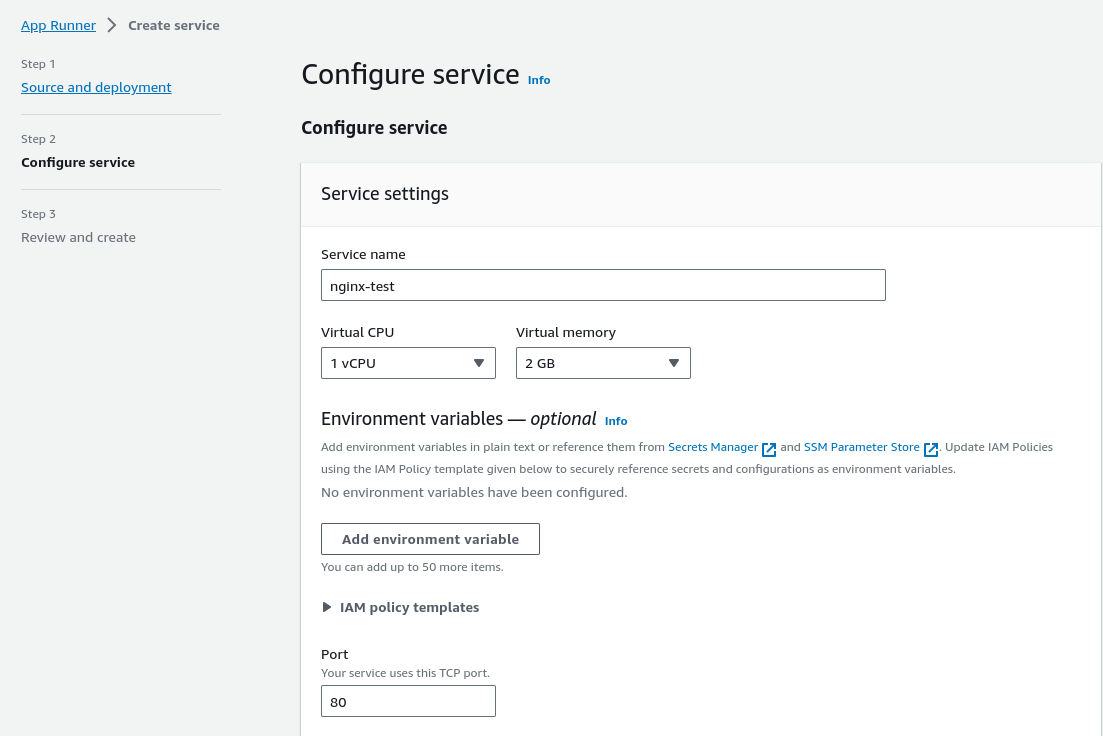 App Runner > Create service
Step 1
Source and deployment
Step 2
Configure service
Step 3
Review and create
Configure service Info
Configure service
Service settings
Service name
nginx-test
Virtual CPU
Virtual memory
1 vCPU
2 GB
Environment variables — optional Info
Add environment variables in plain text or reference them from Secrets Manager and SSM Parameter Store. Update IAM Policies
using the IAM Policy template given below to securely reference secrets and configurations as environment variables.
No environment variables have been configured.
Add environment variable
You can add up to 50 more items.
IAM policy templates
Port
Your service uses this TCP port.
80